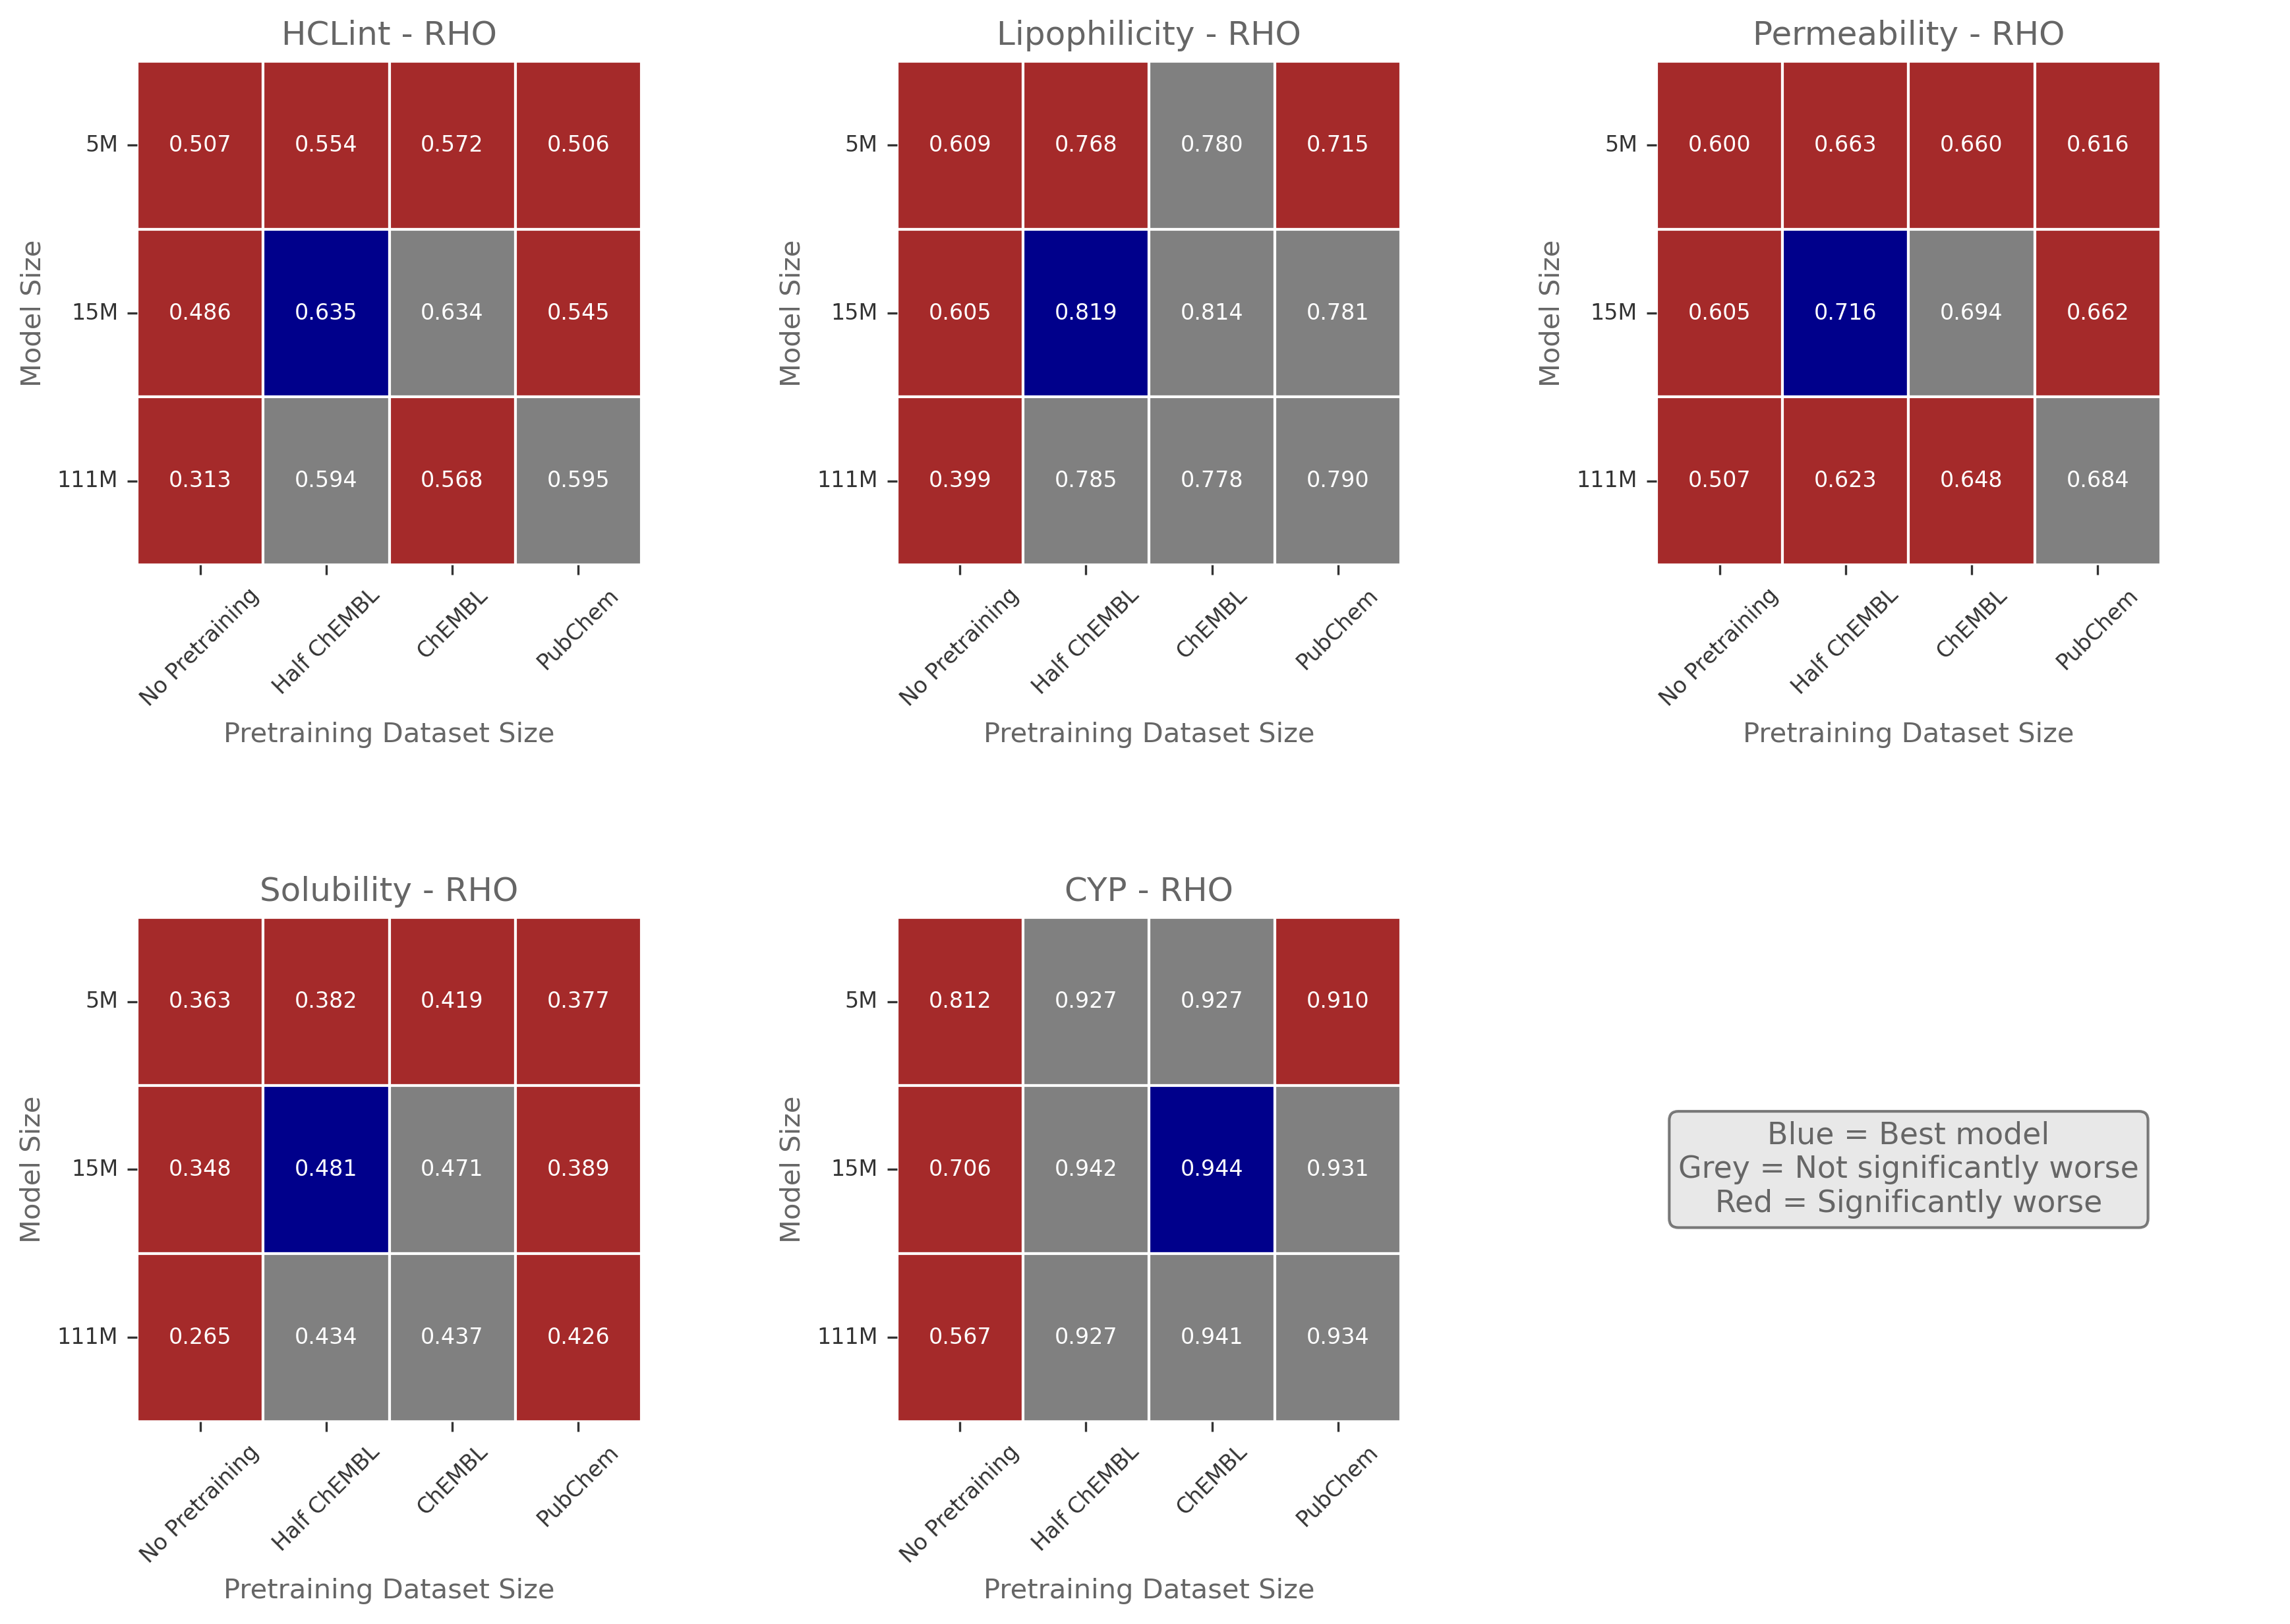 HCLint - RHO
Model Size
5M 0.507 0.554 0.572 0.506
15M 0.486 0.635 0.634 0.545
111M 0.313 0.594 0.568 0.595
No Pretraining Half ChEMBL ChEMBL PubChem
Pretraining Dataset Size
Lipophilicity - RHO
Model Size
5M 0.609 0.768 0.780 0.715
15M 0.605 0.819 0.814 0.781
111M 0.399 0.785 0.778 0.790
No Pretraining Half ChEMBL ChEMBL PubChem
Pretraining Dataset Size
Permeability - RHO
Model Size
5M 0.600 0.663 0.660 0.616
15M 0.605 0.716 0.694 0.662
111M 0.507 0.623 0.648 0.684
No Pretraining Half ChEMBL ChEMBL PubChem
Pretraining Dataset Size
Solubility - RHO
Model Size
5M 0.363 0.382 0.419 0.377
15M 0.348 0.481 0.471 0.389
111M 0.265 0.434 0.437 0.426
No Pretraining Half ChEMBL ChEMBL PubChem
Pretraining Dataset Size
CYP - RHO
Model Size
5M 0.812 0.927 0.927 0.910
15M 0.706 0.942 0.944 0.931
111M 0.567 0.927 0.941 0.934
No Pretraining Half ChEMBL ChEMBL PubChem
Pretraining Dataset Size
Blue = Best model
Grey = Not significantly worse
Red = Significantly worse